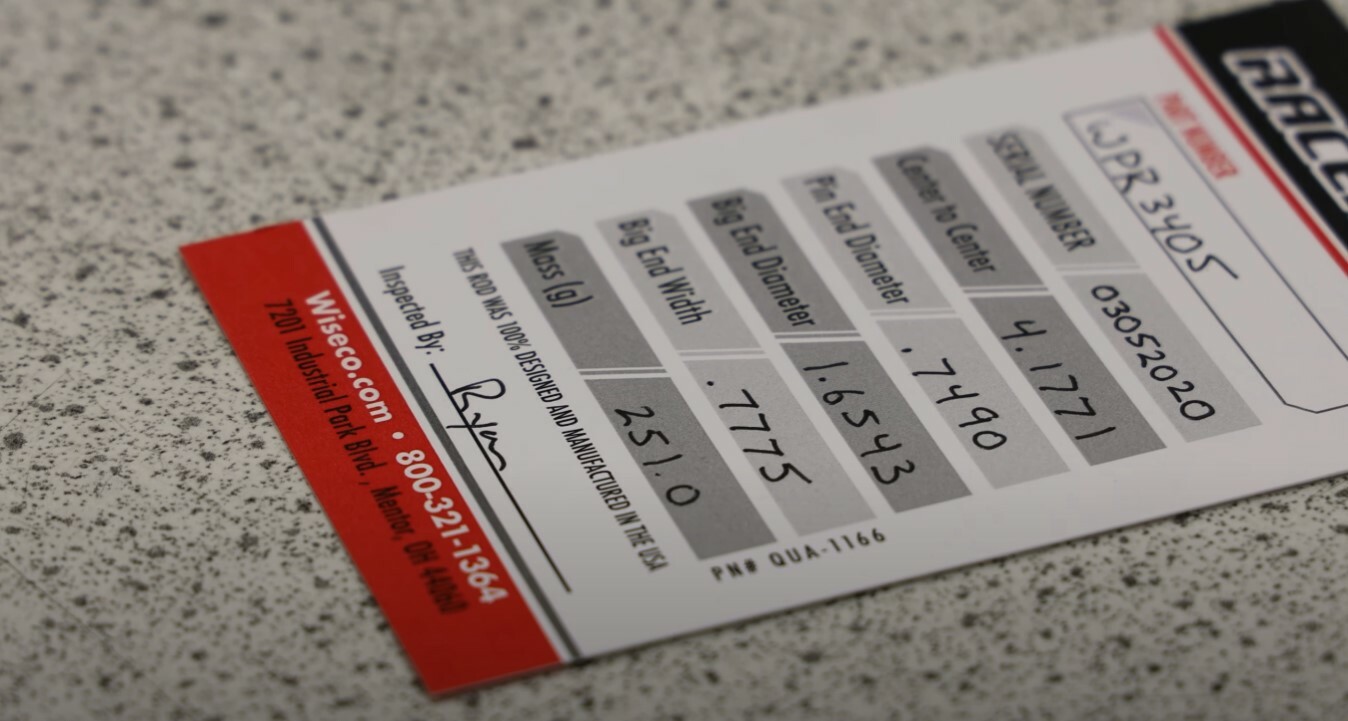 PART NUMBER
WPR3405
SERIAL NUMBER 03052020
Center to Center 4.1771
Pin End Diameter .7490
Big End Diameter 1.6543
Big End Width .7775
Mass (g) 251.0
PN# QUA-1166
THIS ROD WAS 100% DESIGNED AND MANUFACTURED IN THE USA
Inspected By: Ryan
Wiseco.com • 800-321-1364
7201 Industrial Park Blvd., Mentor, OH 44060